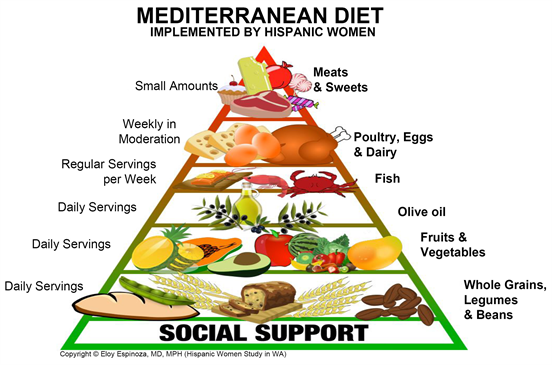 MEDITERRANEAN DIET
IMPLEMENTED BY HISPANIC WOMEN
Small Amounts
Meats
& Sweets
Weekly in
Moderation
Poultry, Eggs
& Dairy
Regular Servings
per Week
Fish
Daily Servings
Olive oil
Daily Servings
Fruits &
Vegetables
Daily Servings
Whole Grains,
Legumes
& Beans
SOCIAL SUPPORT
Copyright © Eloy Espinoza, MD, MPH (Hispanic Women Study in WA)